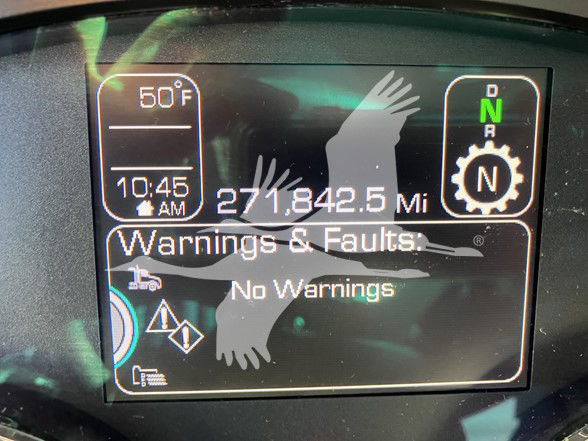 50°F
D
N
R
N
10:45
AM
271,842.5 Mi
®
Warnings & Faults:
No Warnings